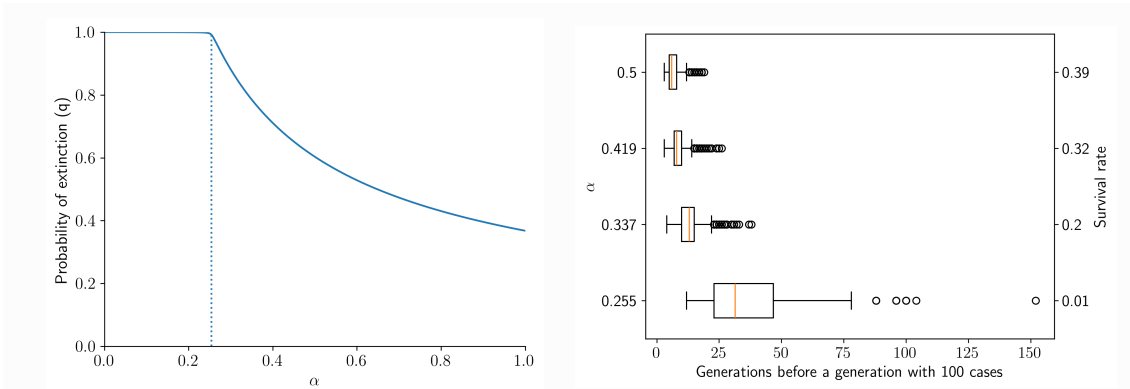 1.0
0.8
0.6
0.4
0.2
0.0
Probability of extinction (q)
0.0 0.2 0.4 0.6 0.8 1.0
α
0.5
0.419
0.337
0.255
α
0.39
0.32
0.2
0.01
Survival rate
0 25 50 75 100 125 150
Generations before a generation with 100 cases